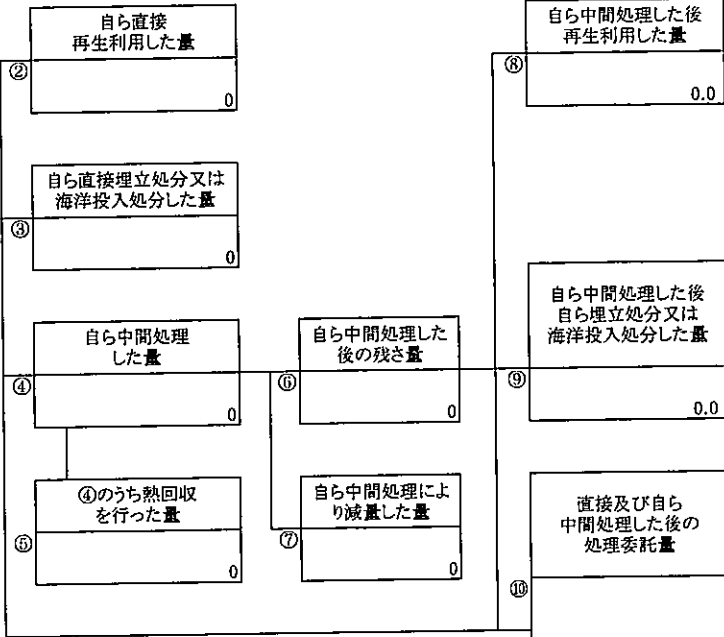 自ら直接
再生利用した量
②
0
自ら中間処理した後
再生利用した量
⑧
0.0
自ら直接埋立処分又は
海洋投入処分した量
③
0
自ら中間処理
した量
④
0
自ら中間処理した
後の残さ量
⑥
0
自ら中間処理した後
自ら埋立処分又は
海洋投入処分した量
⑨
0.0
④のうち熱回収
を行った量
⑤
0
自ら中間処理によ
り減量した量
⑦
0
直接及び自ら
中間処理した後の
処理委託量
⑩